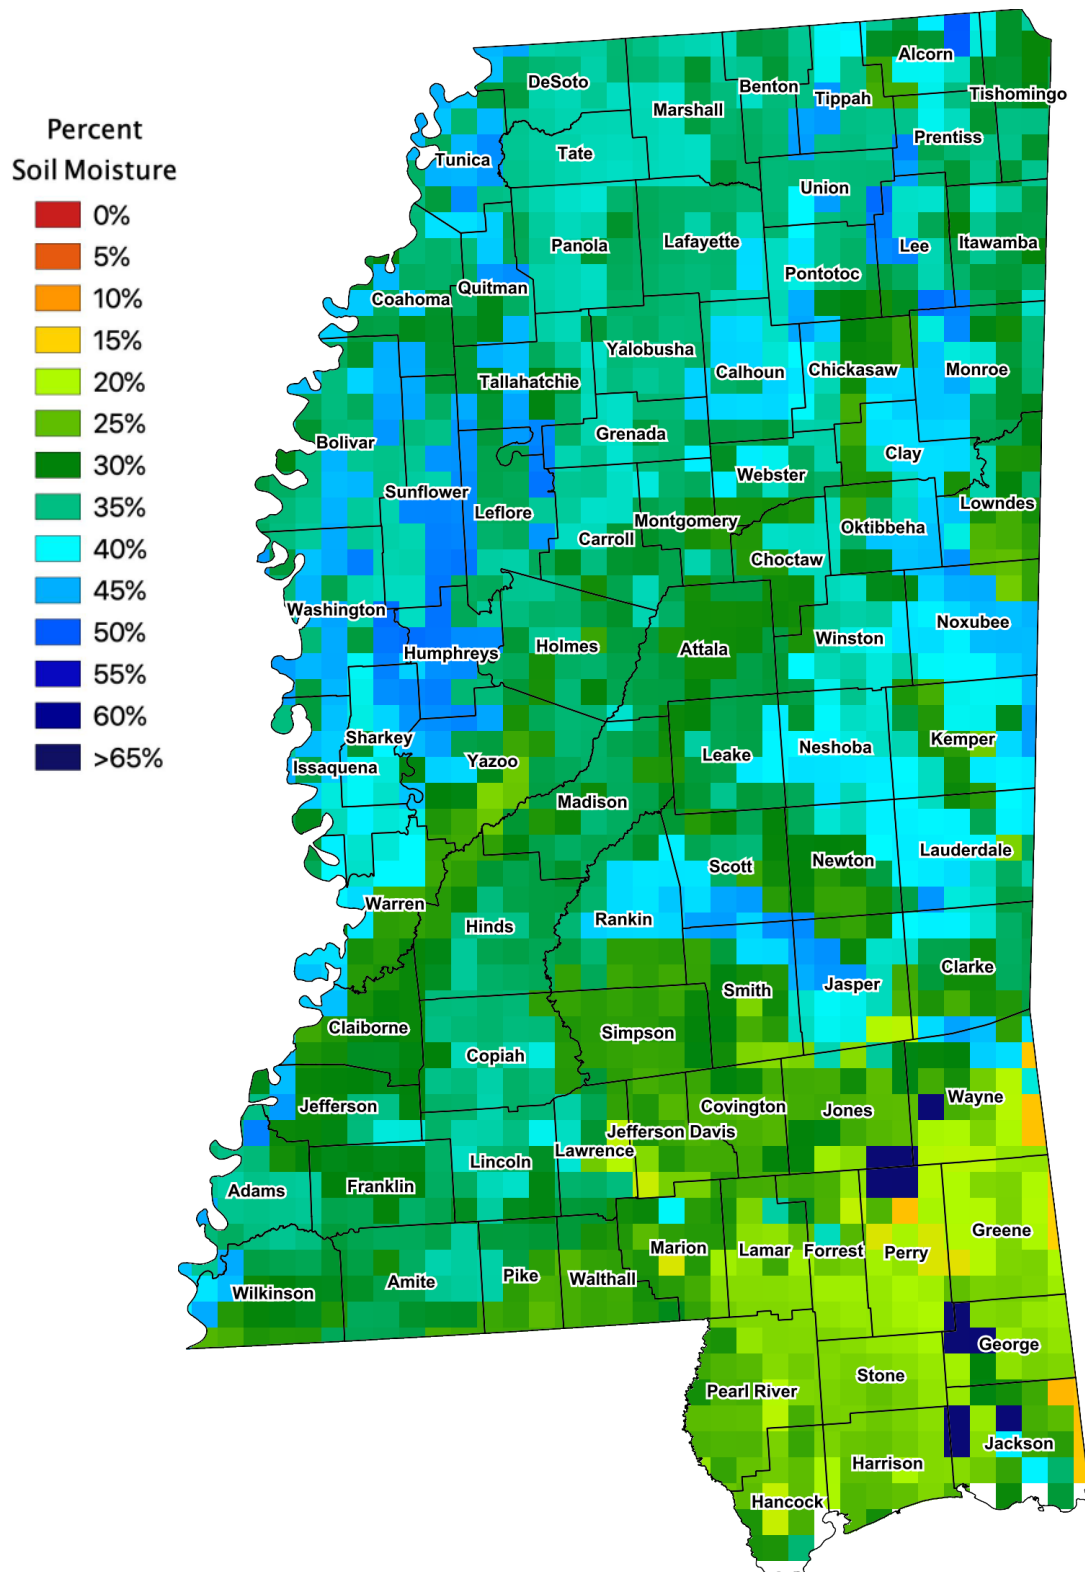 Percent
Soil Moisture
0%
5%
10%
15%
20%
25%
30%
35%
40%
45%
50%
55%
60%
>65%
Alcorn
DeSoto
Benton
Tippah
Tishomingo
Marshall
Prentiss
Tunica
Tate
Union
Panola
Lafayette
Lee
Itawamba
Pontotoc
Quitman
Coahoma
Yalobusha
Calhoun
Chickasaw
Monroe
Tallahatchie
Bolivar
Grenada
Clay
Webster
Sunflower
Leflore
Lowndes
Montgomery
Oktibbeha
Carroll
Choctaw
Washington
Noxubee
Winston
Holmes
Attala
Humphreys
Sharkey
Kemper
Neshoba
Leake
Yazoo
Issaquena
Madison
Lauderdale
Newton
Scott
Warren
Rankin
Hinds
Clarke
Jasper
Smith
Claiborne
Simpson
Copiah
Wayne
Jefferson
Covington
Jones
Jefferson Davis
Lawrence
Lincoln
Franklin
Adams
Greene
Marion
Lamar
Forrest
Perry
Pike
Walthall
Amite
Wilkinson
George
Stone
Pearl River
Jackson
Harrison
Hancock